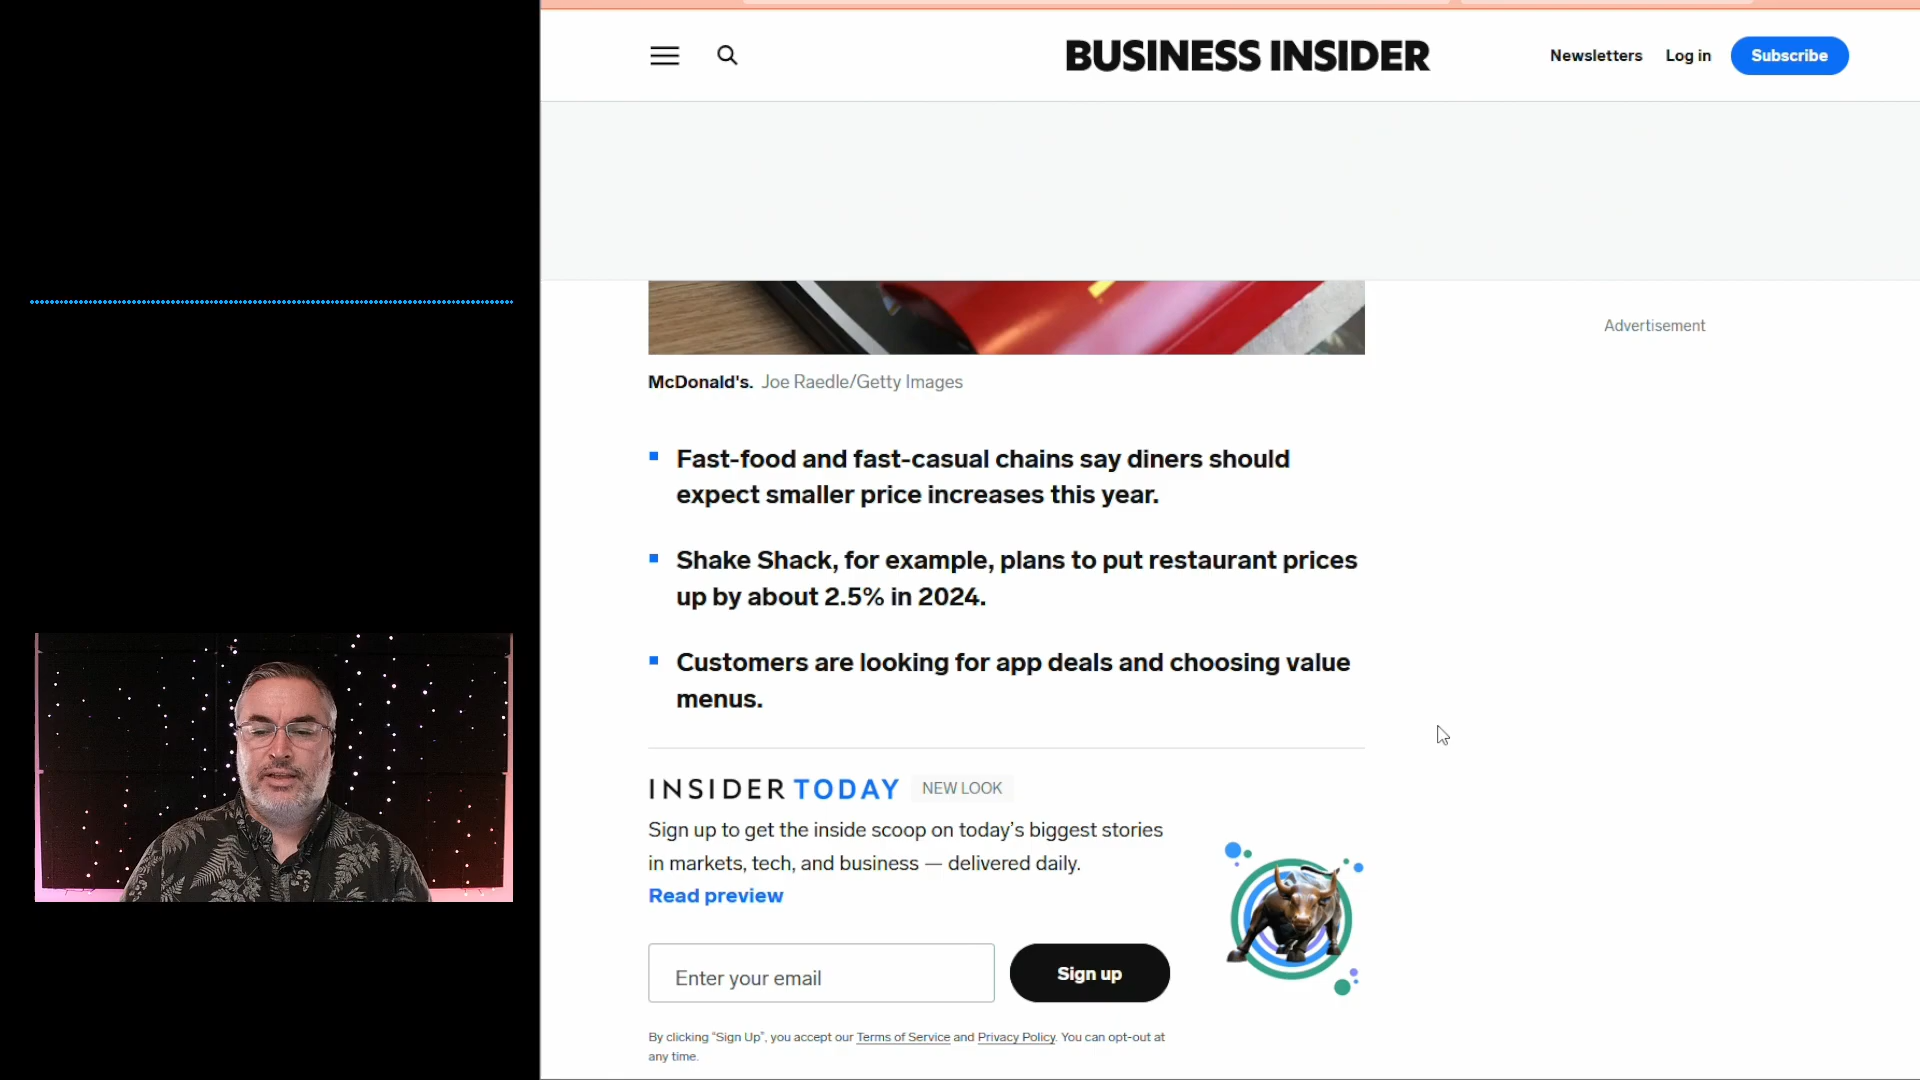 BUSINESS INSIDER
Newsletters
Log in
Subscribe
Advertisement
McDonald's. Joe Raedle/Getty Images
Fast-food and fast-casual chains say diners should
expect smaller price increases this year.
Shake Shack, for example, plans to put restaurant prices
up by about 2.5% in 2024.
Customers are looking for app deals and choosing value
menus.
INSIDER TODAY NEW LOOK
Sign up to get the inside scoop on today’s biggest stories
in markets, tech, and business — delivered daily.
Read preview
Enter your email
Sign up
By clicking “Sign Up”, you accept our Terms of Service and Privacy Policy. You can opt-out at
any time.